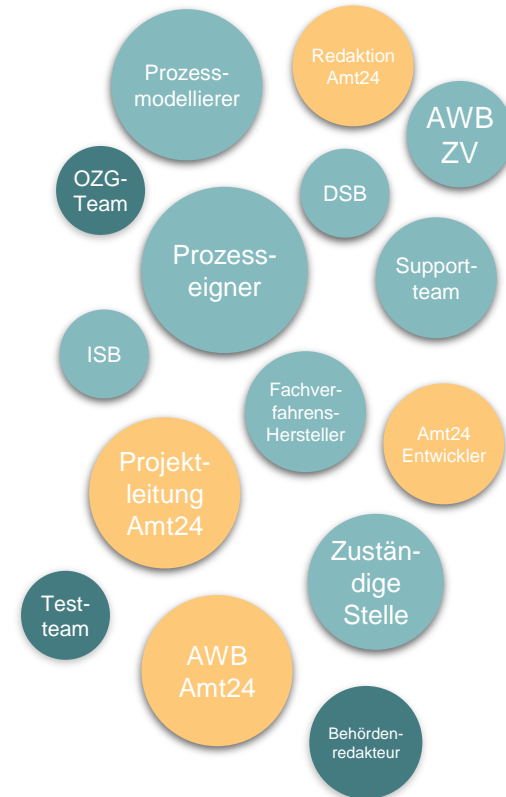 Prozess-
modellierer
Redaktion
Amt24
AWB
ZV
OZG-
Team
DSB
Prozess-
eigner
Support-
team
ISB
Fachver-
fahrens-
Hersteller
Amt24
Entwickler
Projekt-
leitung
Amt24
Zustän-
dige
Stelle
Test-
team
AWB
Amt24
Behörden-
redakteur